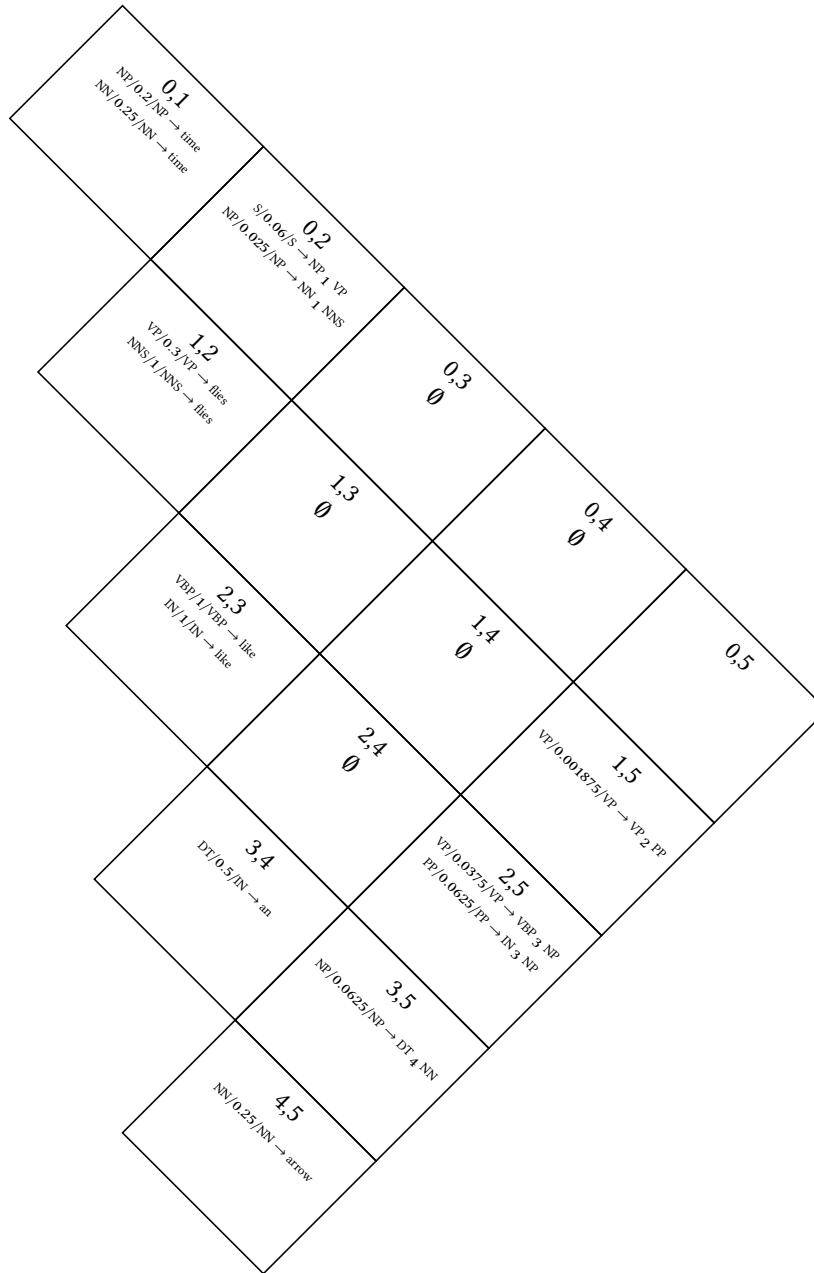 0,1
NP/0.2/NP → time
NN/0.25/NN → time
0,2
S/0.06/S → NP 1 VP
NP/0.025/NP → NN 1 NNS
1,2
VP/0.3/VP → flies
NNS/1/NNS → flies
0,3
∅
1,3
∅
0,4
∅
2,3
VBP/1/VBP → like
IN/1/IN → like
1,4
∅
0,5
2,4
∅
1,5
VP/0.001875/VP → VP 2 PP
3,4
DT/0.5/IN → an
2,5
VP/0.0375/VP → VBP 3 NP
PP/0.0625/PP → IN 3 NP
3,5
NP/0.0625/NP → DT 4 NN
4,5
NN/0.25/NN → arrow